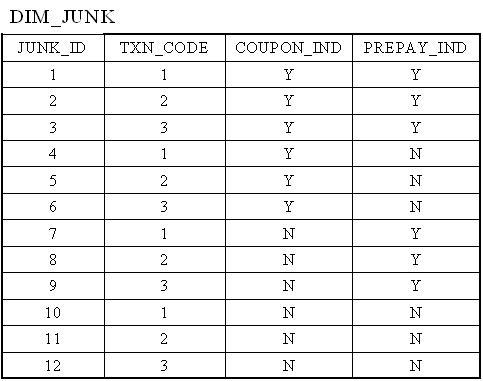 DIM_JUNK
JUNK_ID TXN_CODE COUPON_IND PREPAY_IND
1 1 Y Y
2 2 Y Y
3 3 Y Y
4 1 Y N
5 2 Y N
6 3 Y N
7 1 N Y
8 2 N Y
9 3 N Y
10 1 N N
11 2 N N
12 3 N N